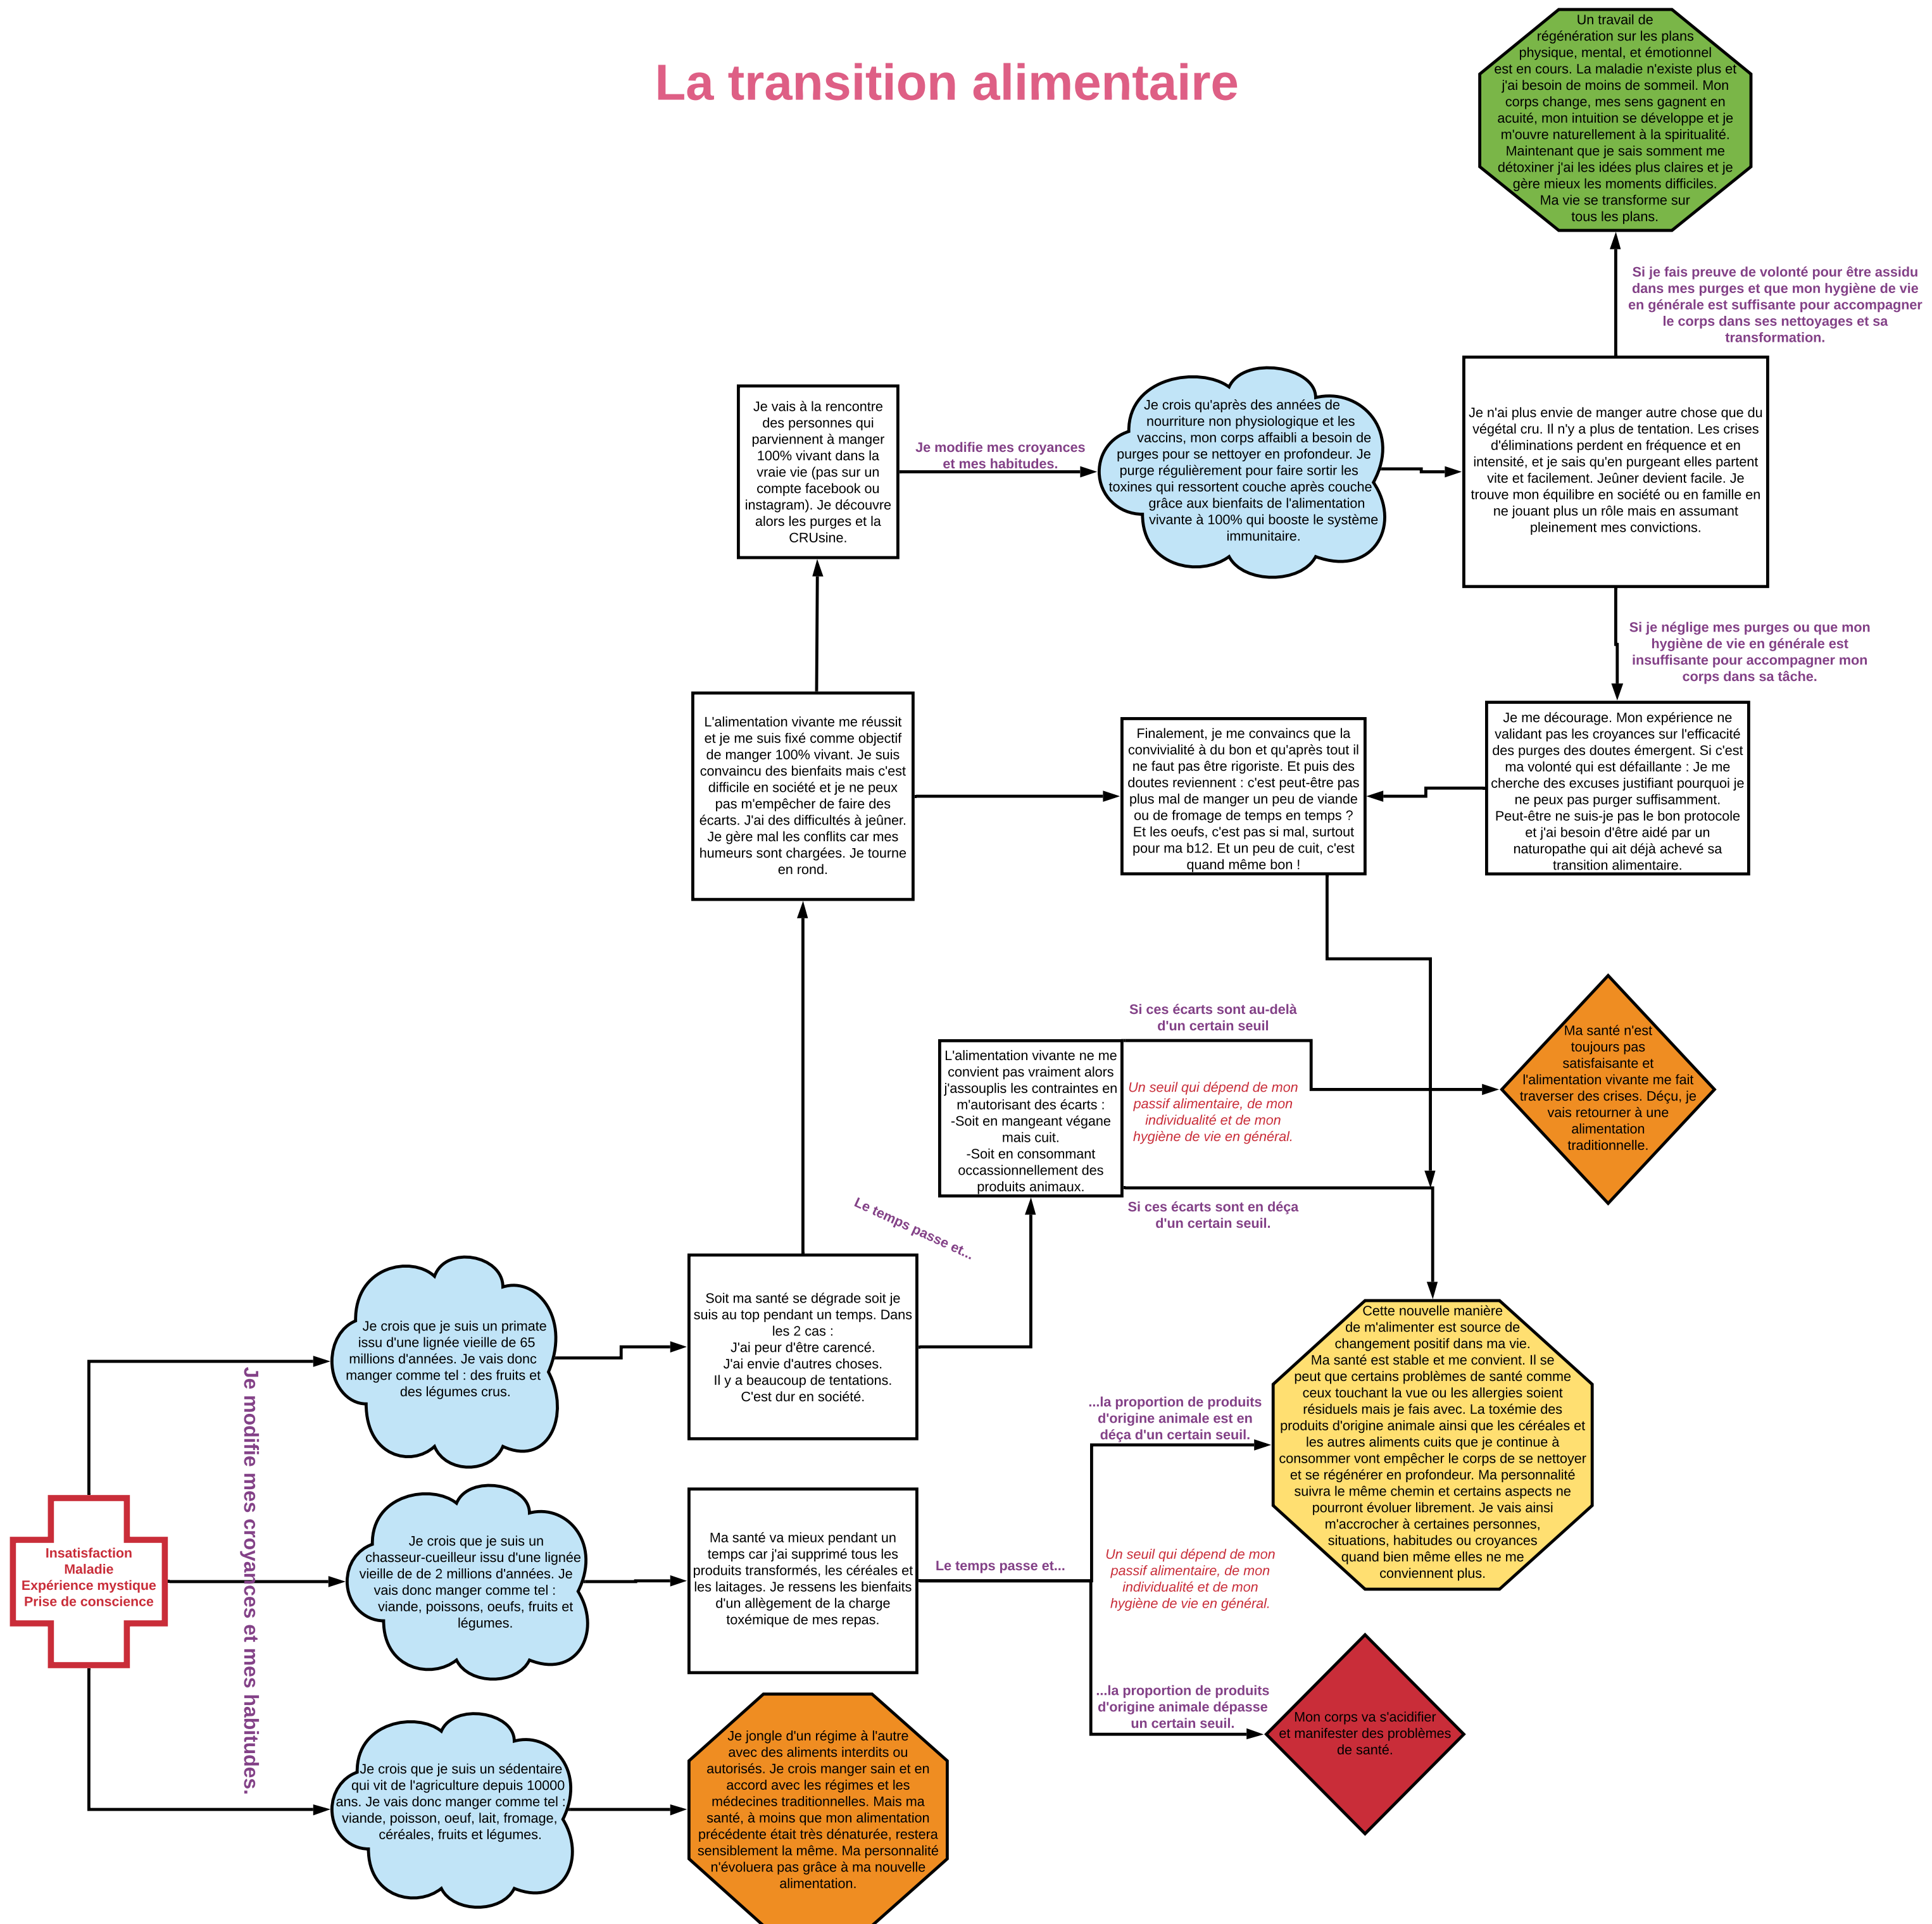 La transition alimentaire
Un travail de
régénération sur les plans
physique, mental, et émotionnel
est en cours. La maladie n'existe plus et
j'ai besoin de moins de sommeil. Mon
corps change, mes sens gagnent en
acuité, mon intuition se développe et je
m'ouvre naturellement à la spiritualité.
Maintenant que je sais somment me
détoxiner j'ai les idées plus claires et je
gère mieux les moments difficiles.
Ma vie se transforme sur
tous les plans.
Si je fais preuve de volonté pour être assidu
dans mes purges et que mon hygiène de vie
en générale est suffisante pour accompagner
le corps dans ses nettoyages et sa
transformation.
Je vais à la rencontre
des personnes qui
parviennent à manger
100% vivant dans la
vraie vie (pas sur un
compte facebook ou
instagram). Je découvre
alors les purges et la
CRUsine.
Je modifie mes croyances
et mes habitudes.
Je crois qu'après des années de
nourriture non physiologique et les
vaccins, mon corps affaibli a besoin de
purges pour se nettoyer en profondeur. Je
purge régulièrement pour faire sortir les
toxines qui ressortent couche après couche
grâce aux bienfaits de l'alimentation
vivante à 100% qui booste le système
immunitaire.
Je n'ai plus envie de manger autre chose que du
végétal cru. Il n'y a plus de tentation. Les crises
d'éliminations perdent en fréquence et en
intensité, et je sais qu'en purgeant elles partent
vite et facilement. Jeûner devient facile. Je
trouve mon équilibre en société ou en famille en
ne jouant plus un rôle mais en assumant
pleinement mes convictions.
Si je néglige mes purges ou que mon
hygiène de vie en générale est
insuffisante pour accompagner mon
corps dans sa tâche.
L'alimentation vivante me réussit
et je me suis fixé comme objectif
de manger 100% vivant. Je suis
convaincu des bienfaits mais c'est
difficile en société et je ne peux
pas m'empêcher de faire des
écarts. J'ai des difficultés à jeûner.
Je gère mal les conflits car mes
humeurs sont chargées. Je tourne
en rond.
Finalement, je me convaincs que la
convivialité à du bon et qu'après tout il
ne faut pas être rigoriste. Et puis des
doutes reviennent : c'est peut-être pas
plus mal de manger un peu de viande
ou de fromage de temps en temps ?
Et les oeufs, c'est pas si mal, surtout
pour ma b12. Et un peu de cuit, c'est
quand même bon !
Je me décourage. Mon expérience ne
validant pas les croyances sur l'efficacité
des purges des doutes émergent. Si c'est
ma volonté qui est défaillante : Je me
cherche des excuses justifiant pourquoi je
ne peux pas purger suffisamment.
Peut-être ne suis-je pas le bon protocole
et j'ai besoin d'être aidé par un
naturopathe qui ait déjà achevé sa
transition alimentaire.
Si ces écarts sont au-delà
d'un certain seuil
L'alimentation vivante ne me
convient pas vraiment alors
j'assouplis les contraintes en
m'autorisant des écarts :
-Soit en mangeant végane
mais cuit.
-Soit en consommant
occassionnellement des
produits animaux.
Un seuil qui dépend de mon
passif alimentaire, de mon
individualité et de mon
hygiène de vie en général.
Ma santé n'est
toujours pas
satisfaisante et
l'alimentation vivante me fait
traverser des crises. Déçu, je
vais retourner à une
alimentation
traditionnelle.
Si ces écarts sont en déça
d'un certain seuil.
Le temps passe et...
Je crois que je suis un primate
issu d'une lignée vieille de 65
millions d'années. Je vais donc
manger comme tel : des fruits et
des légumes crus.
Soit ma santé se dégrade soit je
suis au top pendant un temps. Dans
les 2 cas :
J'ai peur d'être carencé.
J'ai envie d'autres choses.
Il y a beaucoup de tentations.
C'est dur en société.
Cette nouvelle manière
de m'alimenter est source de
changement positif dans ma vie.
Ma santé est stable et me convient. Il se
peut que certains problèmes de santé comme
ceux touchant la vue ou les allergies soient
résiduels mais je fais avec. La toxémie des
produits d'origine animale ainsi que les céréales et
les autres aliments cuits que je continue à
consommer vont empêcher le corps de se nettoyer
et se régénérer en profondeur. Ma personnalité
suivra le même chemin et certains aspects ne
pourront évoluer librement. Je vais ainsi
m'accrocher à certaines personnes,
situations, habitudes ou croyances
quand bien même elles ne me
conviennent plus.
...la proportion de produits
d'origine animale est en
déça d'un certain seuil.
Je modifie mes croyances et mes habitudes.
Insatisfaction
Maladie
Expérience mystique
Prise de conscience
Je crois que je suis un
chasseur-cueilleur issu d'une lignée
vieille de de 2 millions d'années. Je
vais donc manger comme tel :
viande, poissons, oeufs, fruits et
légumes.
Ma santé va mieux pendant un
temps car j'ai supprimé tous les
produits transformés, les céréales et
les laitages. Je ressens les bienfaits
d'un allègement de la charge
toxémique de mes repas.
Le temps passe et...
Un seuil qui dépend de mon
passif alimentaire, de mon
individualité et de mon
hygiène de vie en général.
...la proportion de produits
d'origine animale dépasse
un certain seuil.
Mon corps va s'acidifier
et manifester des problèmes
de santé.
Je crois que je suis un sédentaire
qui vit de l'agriculture depuis 10000
ans. Je vais donc manger comme tel :
viande, poisson, oeuf, lait, fromage,
céréales, fruits et légumes.
Je jongle d'un régime à l'autre
avec des aliments interdits ou
autorisés. Je crois manger sain et en
accord avec les régimes et les
médecines traditionnelles. Mais ma
santé, à moins que mon alimentation
précédente était très dénaturée, restera
sensiblement la même. Ma personnalité
n'évoluera pas grâce à ma nouvelle
alimentation.